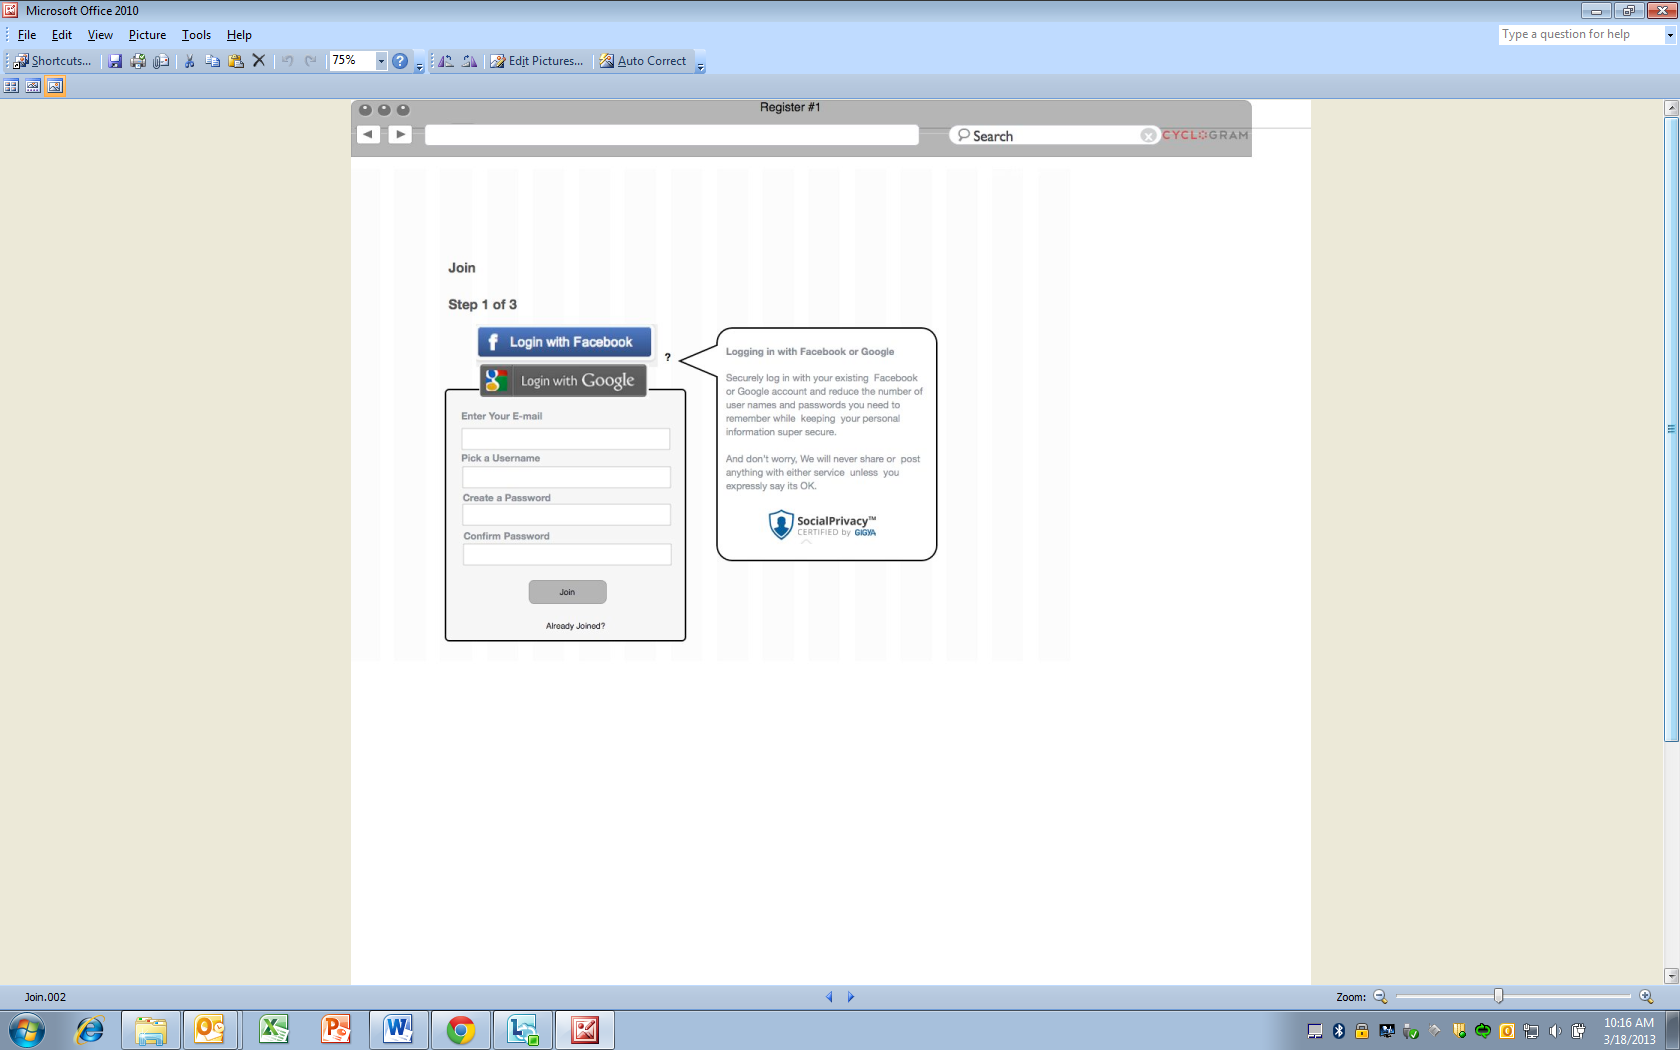 Microsoft Office 2010
File Edit View Picture Tools Help
Type a question for help
Shortcuts... 75% Edit Pictures... Auto Correct
Register #1
Search
CYCLOGRAM
Join
Step 1 of 3
Login with Facebook
?
Login with Google
Enter Your E-mail
Pick a Username
Create a Password
Confirm Password
Join
Already Joined?
Logging in with Facebook or Google
Securely log in with your existing Facebook
or Google account and reduce the number of
user names and passwords you need to
remember while keeping your personal
information super secure.
And don't worry, We will never share or post
anything with either service unless you
expressly say its OK.
SocialPrivacy™
CERTIFIED by GIGYA
Join.002
Zoom:
10:16 AM
3/18/2013